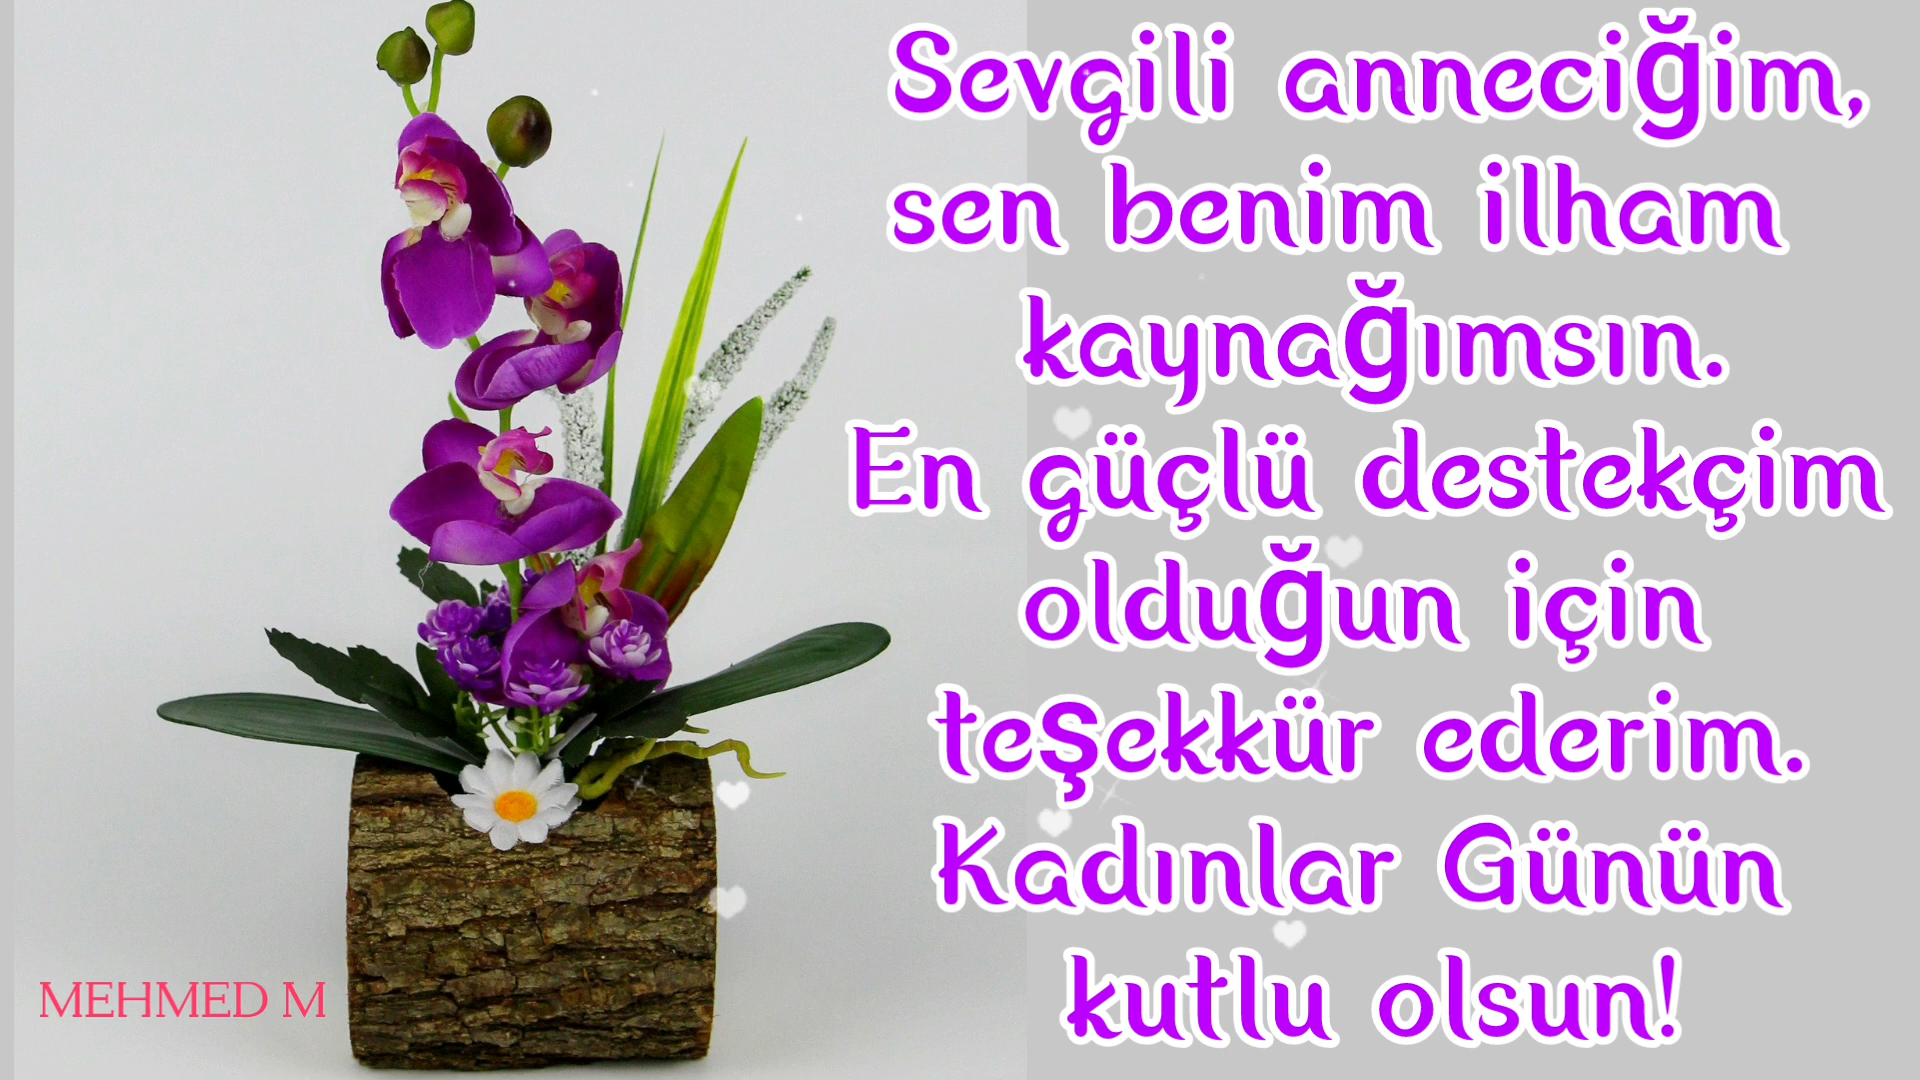 Sevgili anneciğim,
sen benim ilham
kaynağımsın.
En güçlü destekçim
olduğun için
teşekkür ederim.
Kadınlar Günün
kutlu olsun!
MEHMED M